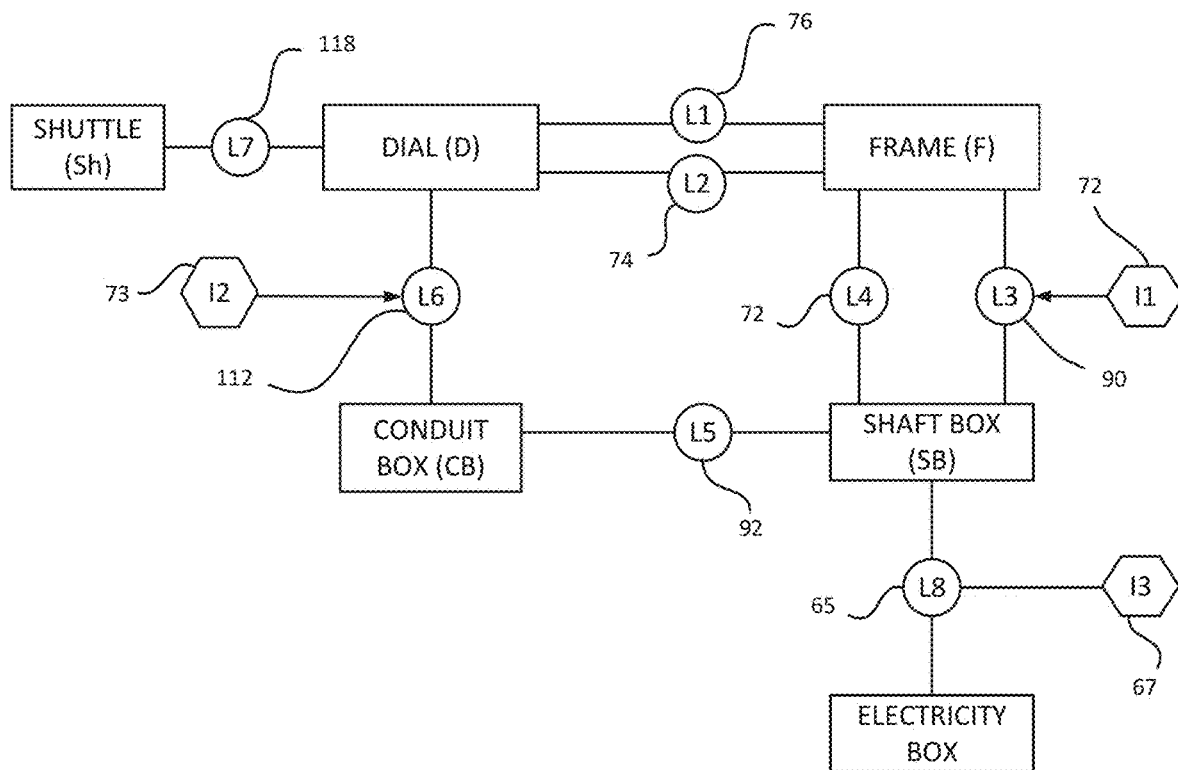 76
118
L1
SHUTTLE
(Sh)
L7
DIAL (D)
FRAME (F)
L2
72
74
73
I2
L6
72
L4
L3
I1
112
90
CONDUIT
BOX (CB)
L5
SHAFT BOX
(SB)
92
65
L8
I3
67
ELECTRICITY
BOX